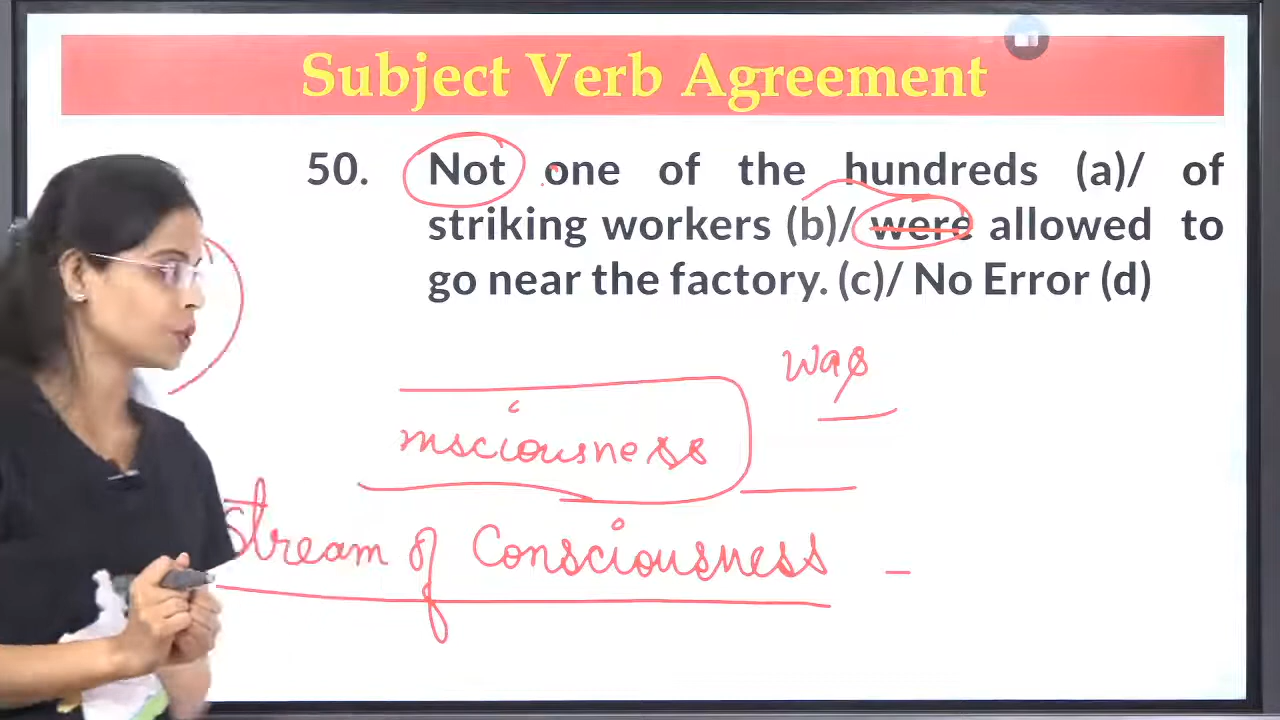 Subject Verb Agreement
50. Not one of the hundreds (a)/ of
striking workers (b)/ were allowed to
go near the factory. (c)/ No Error (d)
was
nsciousness
Stream of Consciousness